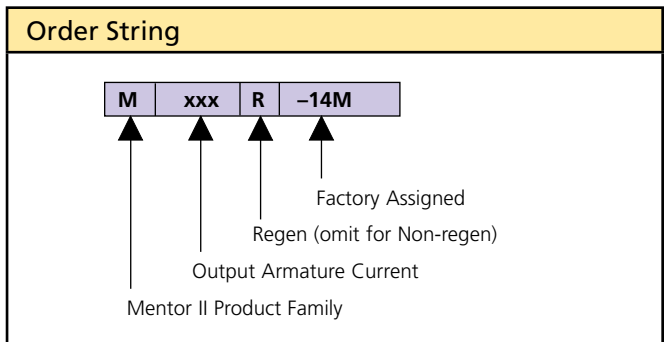 Order String
M xxx R –14M
Factory Assigned
Regen (omit for Non-regen)
Output Armature Current
Mentor II Product Family